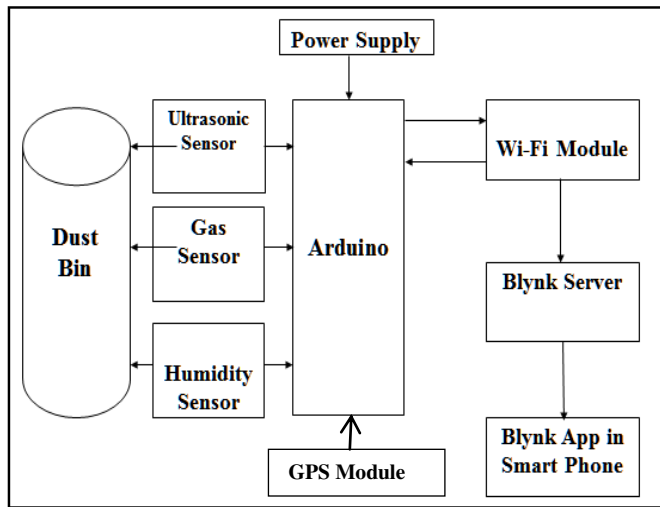 Power Supply
Ultrasonic
Sensor
Wi-Fi Module
Dust
Bin
Gas
Sensor
Arduino
Blynk Server
Humidity
Sensor
Blynk App in
Smart Phone
GPS Module